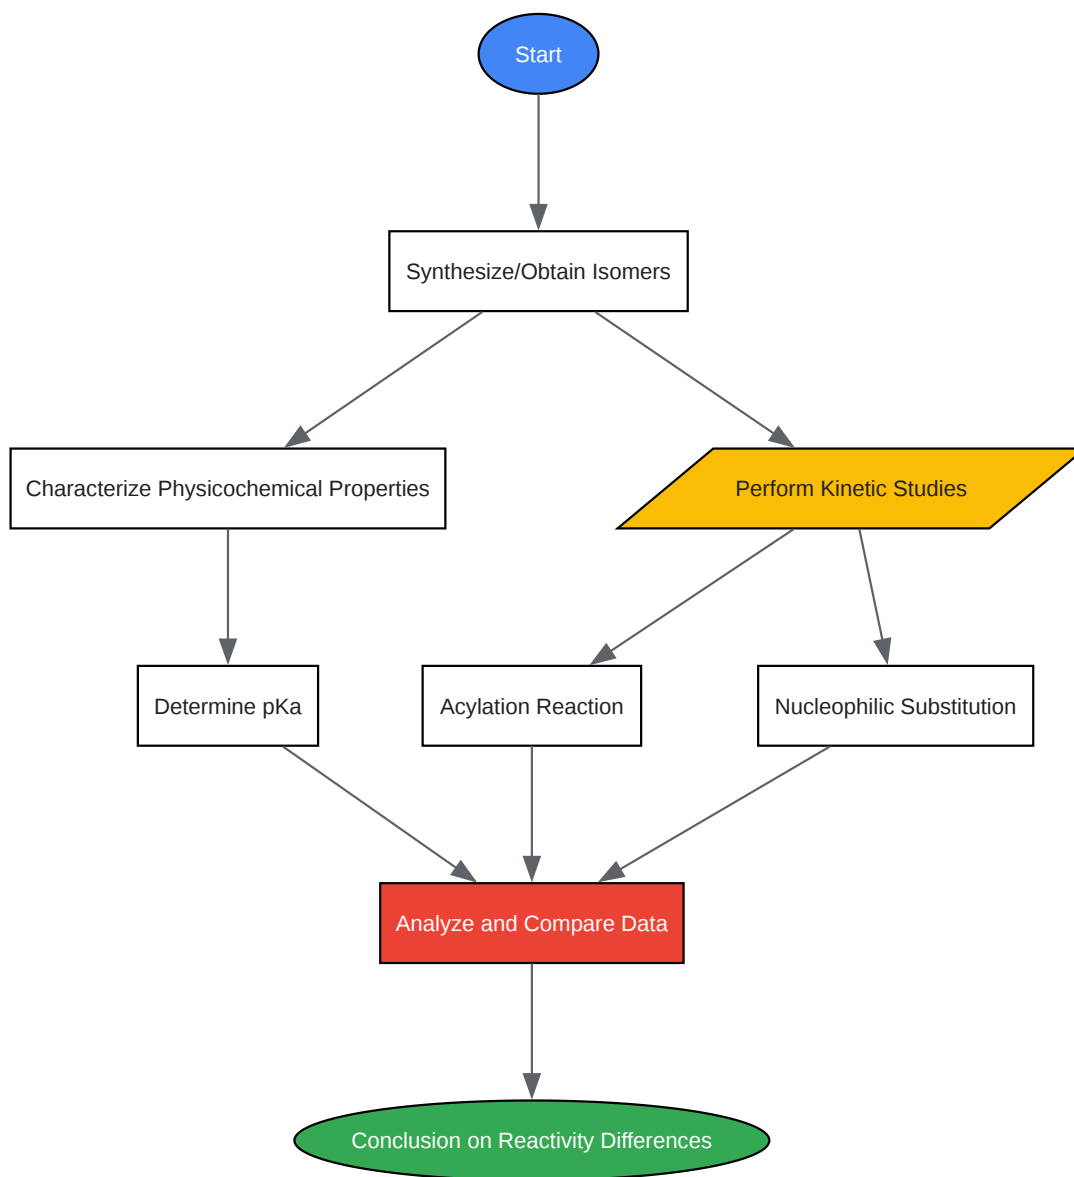 Start
Synthesize/Obtain Isomers
Characterize Physicochemical Properties
Perform Kinetic Studies
Determine pKa
Acylation Reaction
Nucleophilic Substitution
Analyze and Compare Data
Conclusion on Reactivity Differences